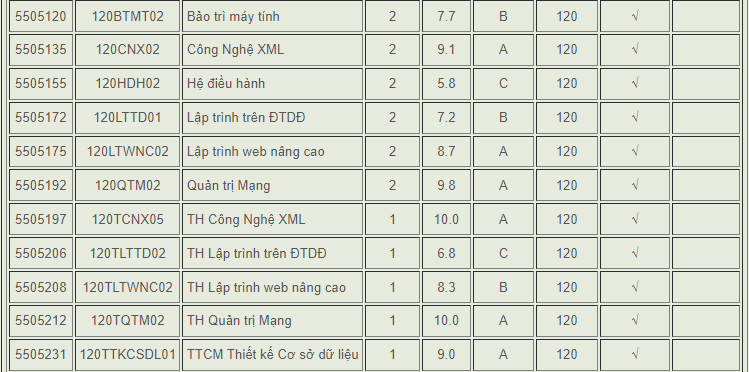 5505120 120BTMT02 Bảo trì máy tính 2 7.7 B 120 √
5505135 120CNX02 Công Nghệ XML 2 9.1 A 120 √
5505155 120HDH02 Hệ điều hành 2 5.8 C 120 √
5505172 120LTTD01 Lập trình trên ĐTDĐ 2 7.2 B 120 √
5505175 120LTWNC02 Lập trình web nâng cao 2 8.7 A 120 √
5505192 120QTM02 Quản trị Mạng 2 9.8 A 120 √
5505197 120TCNX05 TH Công Nghệ XML 1 10.0 A 120 √
5505206 120TLTTD02 TH Lập trình trên ĐTDĐ 1 6.8 C 120 √
5505208 120TLTWNC02 TH Lập trình web nâng cao 1 8.3 B 120 √
5505212 120TQTM02 TH Quản trị Mạng 1 10.0 A 120 √
5505231 120TTKCSDL01 TTCM Thiết kế Cơ sở dữ liệu 1 9.0 A 120 √